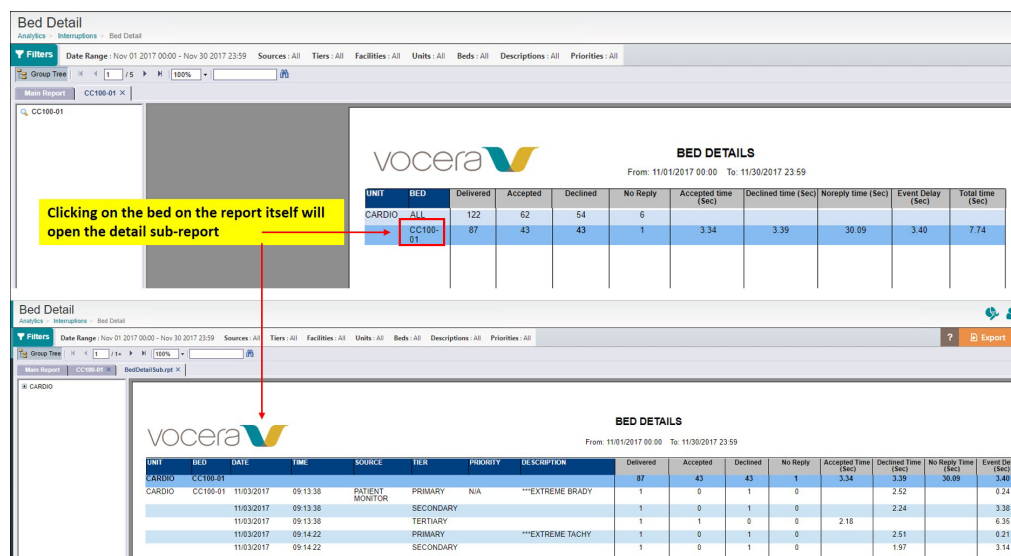 Bed Detail
Analytics > Interruptions > Bed Detail
Filters Date Range : Nov 01 2017 00:00 - Nov 30 2017 23:59 Sources : All Tiers : All Facilities : All Units : All Beds : All Descriptions : All Priorities : All
Group Tree 1 /5 100%
Main Report CC100-01 ×
CC100-01
vocera
BED DETAILS
From: 11/01/2017 00:00 To: 11/30/2017 23:59
UNIT BED Delivered Accepted Declined No Reply Accepted time (Sec) Declined time (Sec) Noreply time (Sec) Event Delay (Sec) Total time (Sec)
CARDIO ALL 122 62 54 6
CC100-01 87 43 43 1 3.34 3.39 30.09 3.40 7.74
Clicking on the bed on the report itself will
open the detail sub-report
Bed Detail
Analytics > Interruptions > Bed Detail
Filters Date Range : Nov 01 2017 00:00 - Nov 30 2017 23:59 Sources : All Tiers : All Facilities : All Units : All Beds : All Descriptions : All Priorities : All ? Export
Group Tree 1 /1+ 100%
Main Report CC100-01 × BedDetailSub.rpt ×
CARDIO
vocera
BED DETAILS
From: 11/01/2017 00:00 To: 11/30/2017 23:59
UNIT BED DATE TIME SOURCE TIER PRIORITY DESCRIPTION Delivered Accepted Declined No Reply Accepted Time (Sec) Declined Time (Sec) No Reply Time (Sec) Event De (Sec)
CARDIO CC100-01 87 43 43 1 3.34 3.39 30.09 3.40
CARDIO CC100-01 11/03/2017 09:13:38 PATIENT MONITOR PRIMARY N/A ***EXTREME BRADY 1 0 1 0 2.52 0.24
11/03/2017 09:13:38 SECONDARY 1 0 1 0 2.24 3.38
11/03/2017 09:13:38 TERTIARY 1 1 0 0 2.18 6.35
11/03/2017 09:14:22 PRIMARY ***EXTREME TACHY 1 0 1 0 2.51 0.21
11/03/2017 09:14:22 SECONDARY 1 0 1 0 1.97 3.14